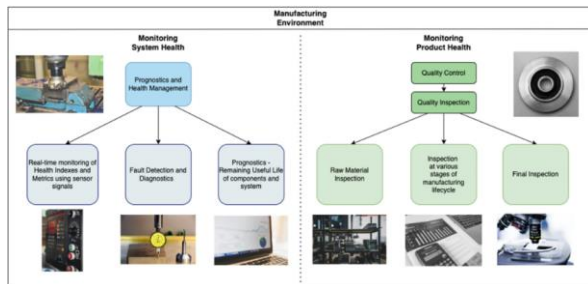 Manufacturing
Environment
Monitoring
System Health
Monitoring
Product Health
Prognostics and
Health Management
Quality Control
Quality Inspection
Real-time monitoring of
Health Indexes and
Metrics using sensor
signals
Fault Detection and
Diagnostics
Prognostics -
Remaining Useful Life
of components and
system
Raw Material
Inspection
Inspection
at various
stages of
manufacturing
lifecycle
Final Inspection